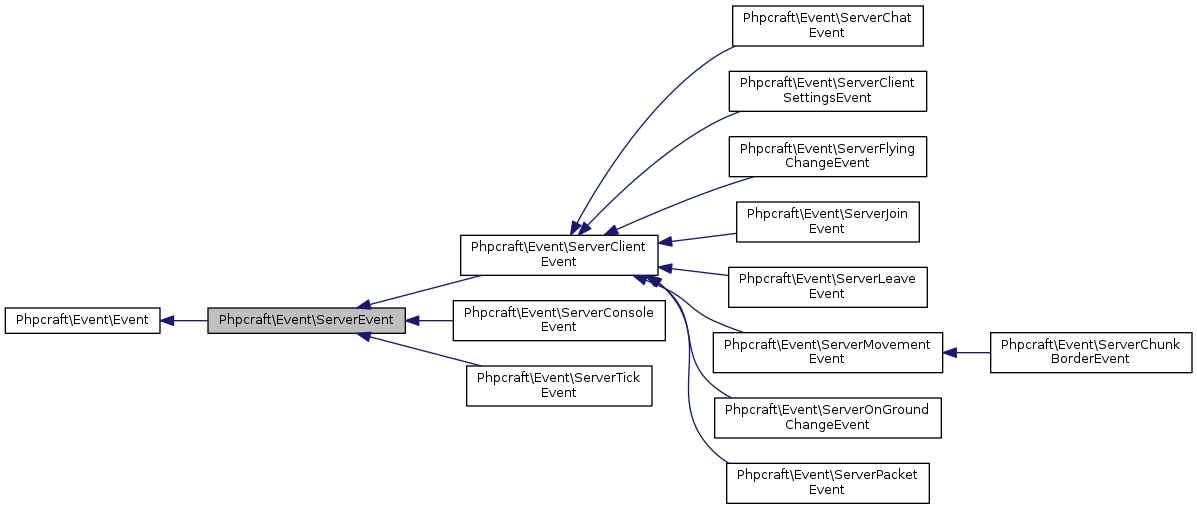 Phpcraft\Event\Event
Phpcraft\Event\ServerEvent
Phpcraft\Event\ServerClient
Event
Phpcraft\Event\ServerConsole
Event
Phpcraft\Event\ServerTick
Event
Phpcraft\Event\ServerChat
Event
Phpcraft\Event\ServerClient
SettingsEvent
Phpcraft\Event\ServerFlying
ChangeEvent
Phpcraft\Event\ServerJoin
Event
Phpcraft\Event\ServerLeave
Event
Phpcraft\Event\ServerMovement
Event
Phpcraft\Event\ServerOnGround
ChangeEvent
Phpcraft\Event\ServerPacket
Event
Phpcraft\Event\ServerChunk
BorderEvent